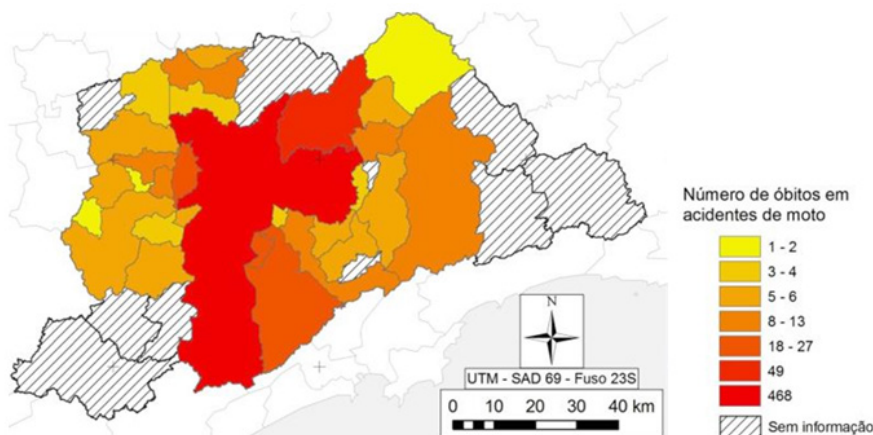 Número de óbitos em
acidentes de moto
1 - 2
3 - 4
5 - 6
8 - 13
18 - 27
49
468
Sem informação
N
UTM - SAD 69 - Fuso 23S
0 10 20 30 40 km